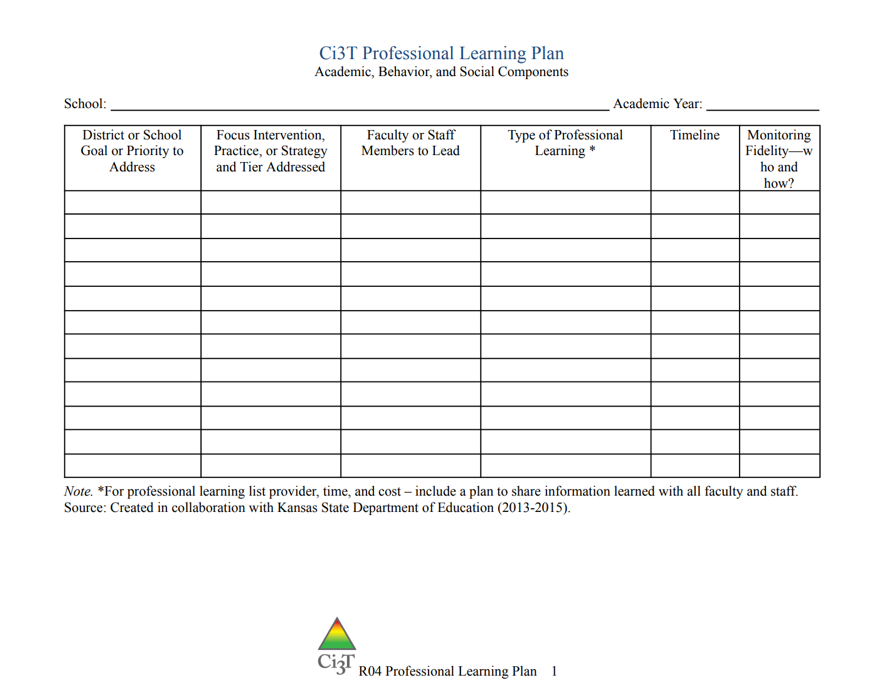 Ci3T Professional Learning Plan
Academic, Behavior, and Social Components
School: Academic Year:
District or School
Goal or Priority to
Address
Focus Intervention,
Practice, or Strategy
and Tier Addressed
Faculty or Staff
Members to Lead
Type of Professional
Learning *
Timeline
Monitoring
Fidelity—w
ho and
how?
Note. *For professional learning list provider, time, and cost – include a plan to share information learned with all faculty and staff.
Source: Created in collaboration with Kansas State Department of Education (2013-2015).
Ci3T
R04 Professional Learning Plan 1